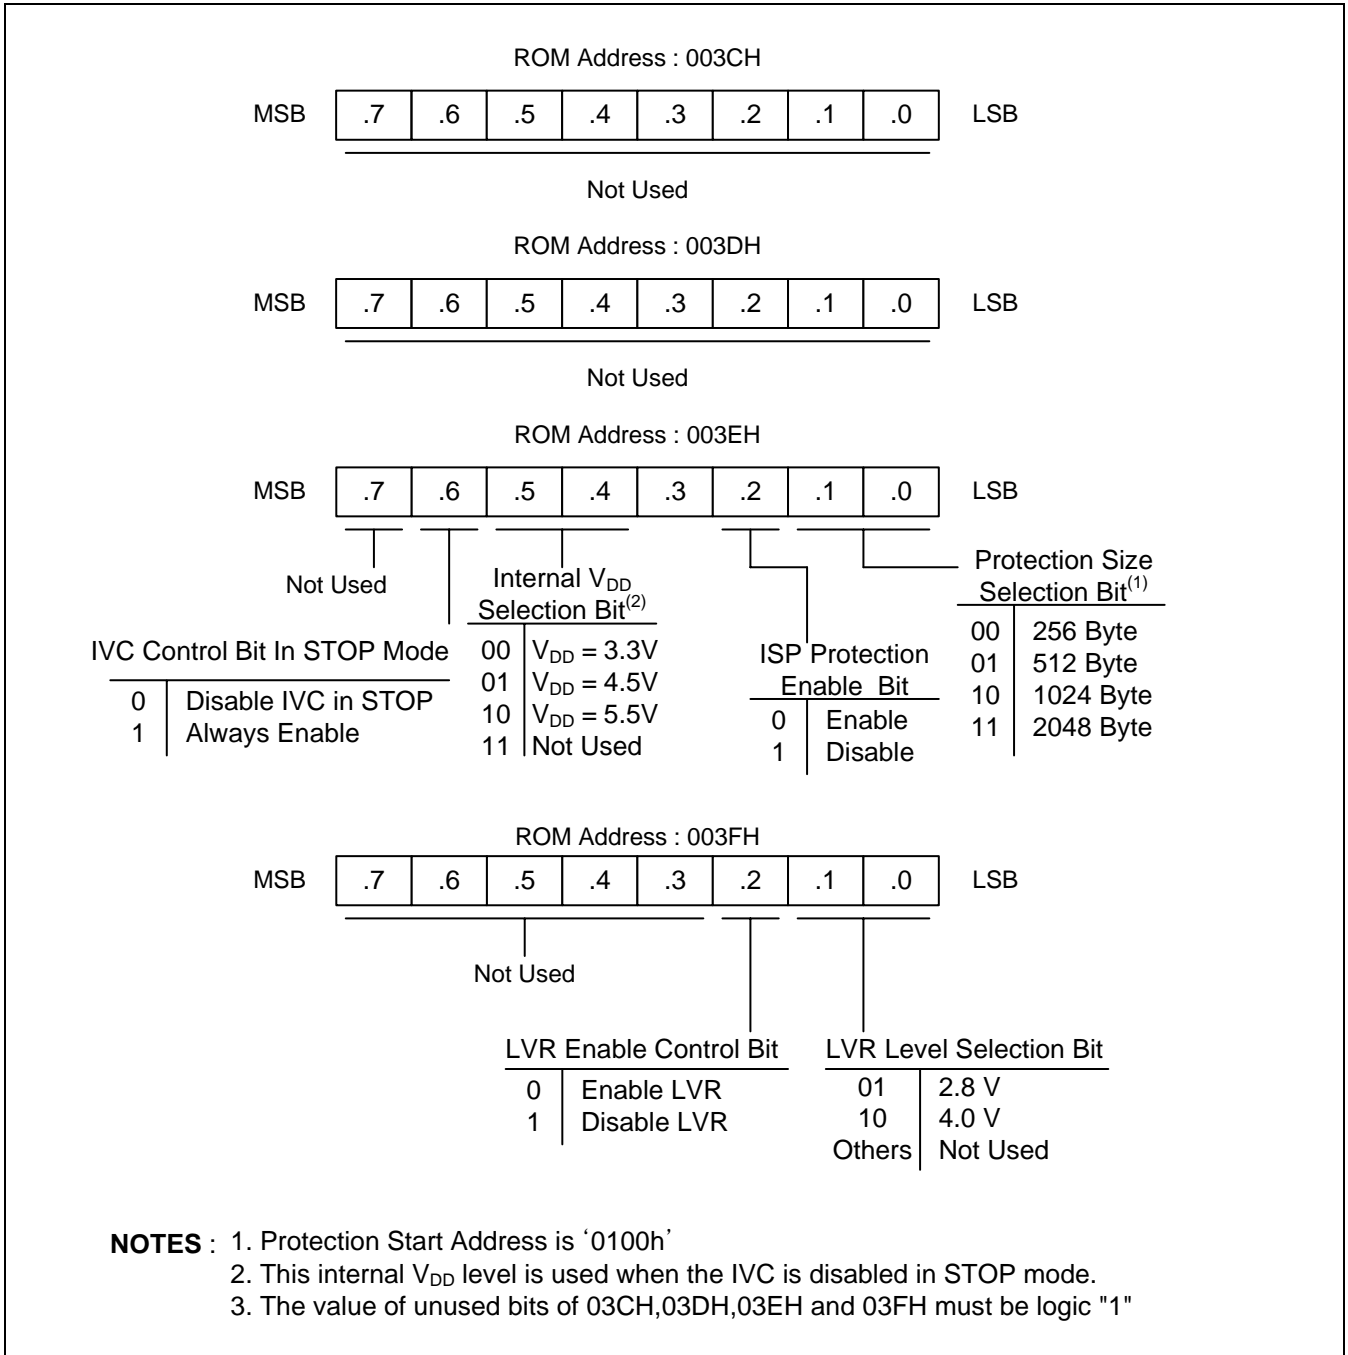 ROM Address : 003CH
MSB .7 .6 .5 .4 .3 .2 .1 .0 LSB
Not Used
ROM Address : 003DH
MSB .7 .6 .5 .4 .3 .2 .1 .0 LSB
Not Used
ROM Address : 003EH
MSB .7 .6 .5 .4 .3 .2 .1 .0 LSB
Not Used
IVC Control Bit In STOP Mode
0 Disable IVC in STOP
1 Always Enable
Internal VDD
Selection Bit(2)
00 VDD = 3.3V
01 VDD = 4.5V
10 VDD = 5.5V
11 Not Used
ISP Protection
Enable Bit
0 Enable
1 Disable
Protection Size
Selection Bit(1)
00 256 Byte
01 512 Byte
10 1024 Byte
11 2048 Byte
ROM Address : 003FH
MSB .7 .6 .5 .4 .3 .2 .1 .0 LSB
Not Used
LVR Enable Control Bit
0 Enable LVR
1 Disable LVR
LVR Level Selection Bit
01 2.8 V
10 4.0 V
Others Not Used
NOTES : 1. Protection Start Address is ‘0100h’
2. This internal VDD level is used when the IVC is disabled in STOP mode.
3. The value of unused bits of 03CH,03DH,03EH and 03FH must be logic "1"